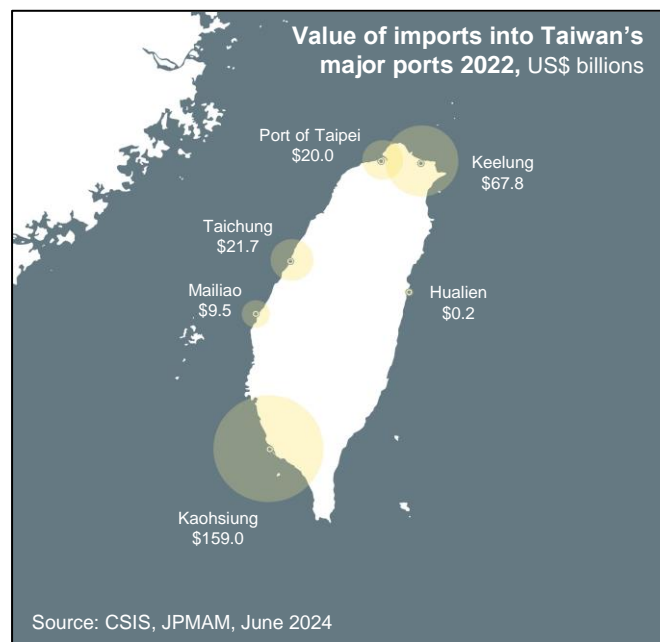 Value of imports into Taiwan's
major ports 2022, US$ billions
Port of Taipei
$20.0
Keelung
$67.8
Taichung
$21.7
Mailiao
$9.5
Hualien
$0.2
Kaohsiung
$159.0
Source: CSIS, JPMAM, June 2024